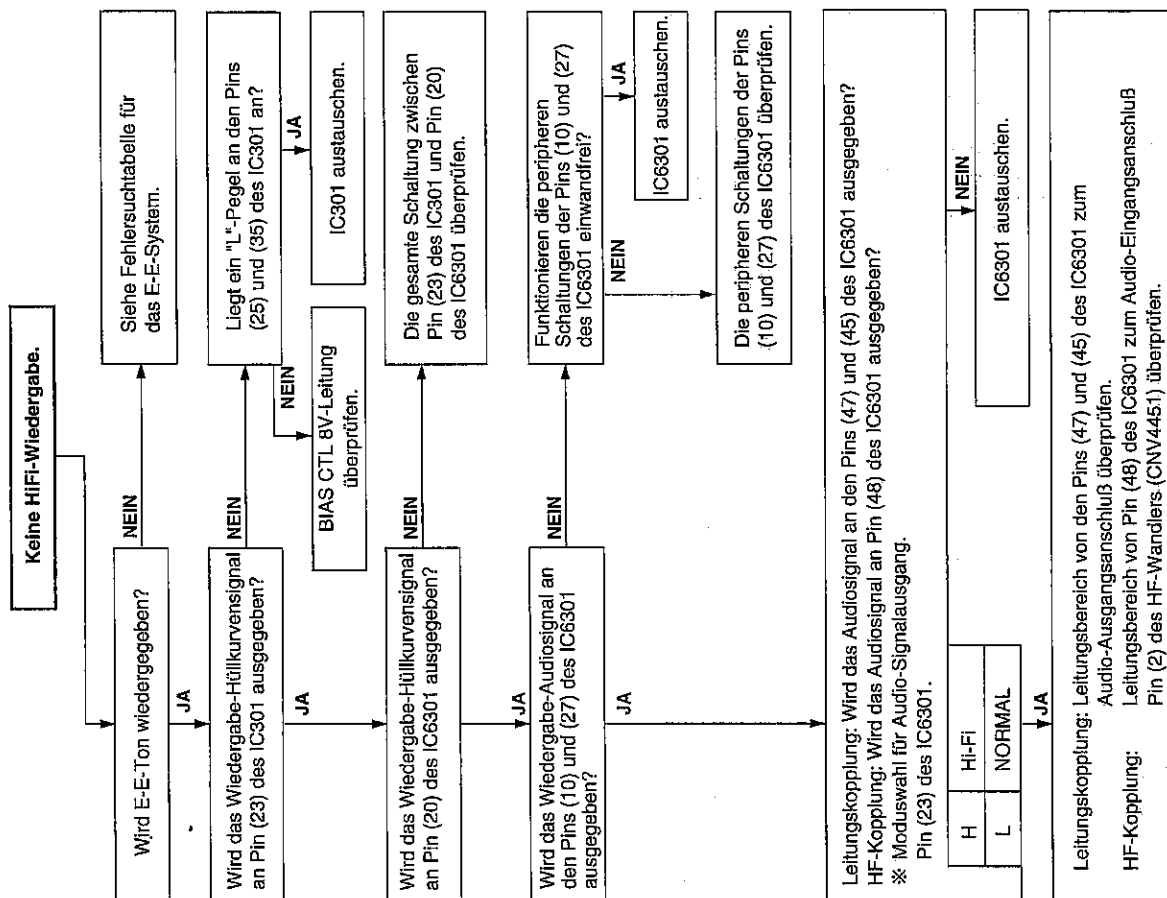 Keine HiFi-Wiedergabe.
Wird E-E-Ton wiedergegeben?
NEIN
Siehe Fehlersuchtabelle für
das E-E-System.
JA
Wird das Wiedergabe-Hüllkurvensignal
an Pin (23) des IC301 ausgegeben?
NEIN
Liegt ein "L"-Pegel an den Pins
(25) und (35) des IC301 an?
NEIN
BIAS CTL 8V-Leitung
überprüfen.
JA
IC301 austauschen.
JA
Wird das Wiedergabe-Hüllkurvensignal
an Pin (20) des IC6301 ausgegeben?
NEIN
Die gesamte Schaltung zwischen
Pin (23) des IC301 und Pin (20)
des IC6301 überprüfen.
JA
Wird das Wiedergabe-Audiosignal an
den Pins (10) und (27) des IC6301
ausgegeben?
NEIN
Funktionieren die peripheren
Schaltungen der Pins (10) und (27)
des IC6301 einwandfrei?
JA
IC6301 austauschen.
NEIN
Die peripheren Schaltungen der Pins
(10) und (27) des IC6301 überprüfen.
JA
Leitungskopplung: Wird das Audiosignal an den Pins (47) und (45) des IC6301 ausgegeben?
HF-Kopplung: Wird das Audiosignal an Pin (48) des IC6301 ausgegeben?
※ Moduswahl für Audio-Signalausgang.
Pin (23) des IC6301.
H Hi-Fi
L NORMAL
NEIN
IC6301 austauschen.
JA
Leitungskopplung: Leitungsbereich von den Pins (47) und (45) des IC6301 zum
Audio-Ausgangsanschluß überprüfen.
HF-Kopplung: Leitungsbereich von Pin (48) des IC6301 zum Audio-Eingangsanschluß
Pin (2) des HF-Wandlers (CNV4451) überprüfen.